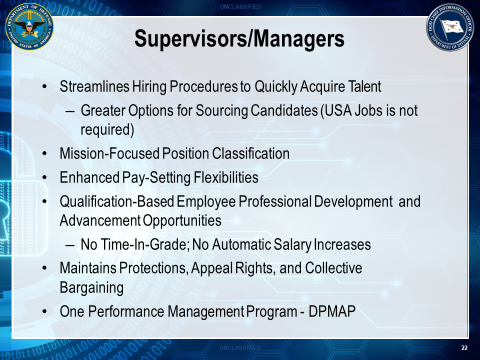 UNCLASSIFIED
Supervisors/Managers
• Streamlines Hiring Procedures to Quickly Acquire Talent
– Greater Options for Sourcing Candidates (USA Jobs is not
required)
• Mission-Focused Position Classification
• Enhanced Pay-Setting Flexibilities
• Qualification-Based Employee Professional Development and
Advancement Opportunities
– No Time-In-Grade; No Automatic Salary Increases
• Maintains Protections, Appeal Rights, and Collective
Bargaining
• One Performance Management Program - DPMAP
UNCLASSIFIED
22